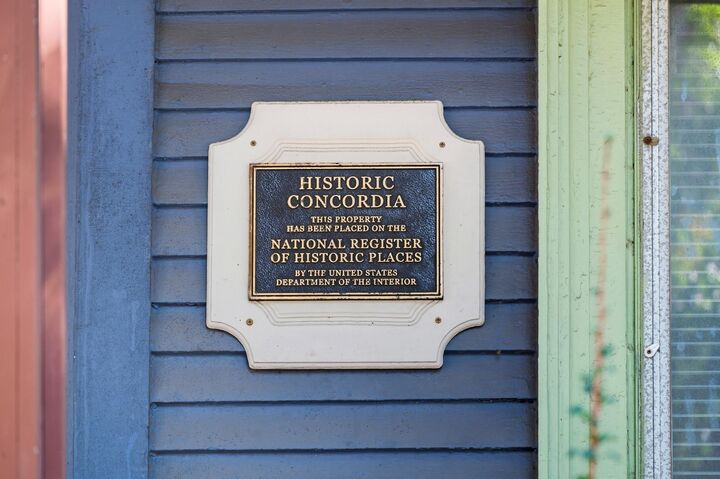 HISTORIC
CONCORDIA
THIS PROPERTY
HAS BEEN PLACED ON THE
NATIONAL REGISTER
OF HISTORIC PLACES
BY THE UNITED STATES
DEPARTMENT OF THE INTERIOR